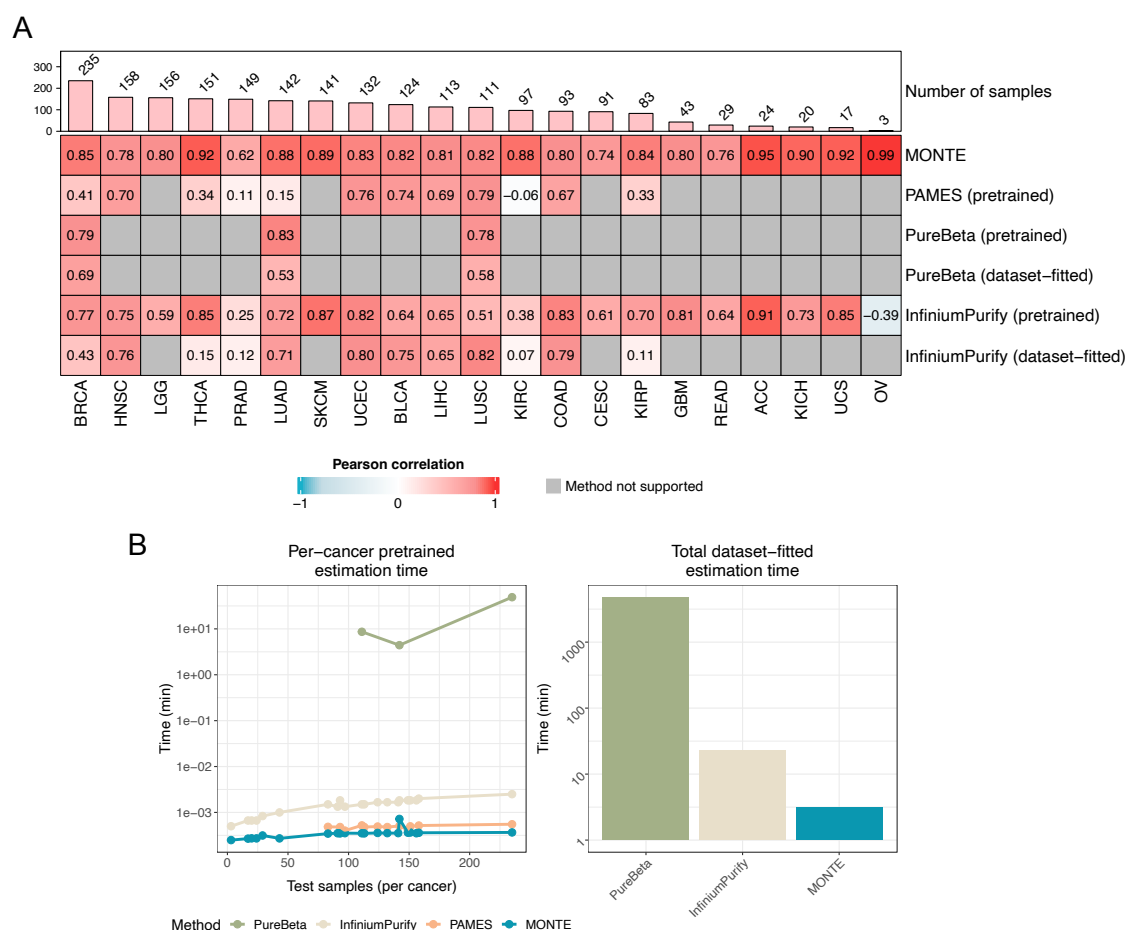 A
300
200
100
0
235 158 156 151 149 142 141 132 124 113 111 97 93 91 83 43 29 24 20 17 3
Number of samples
0.85 0.78 0.80 0.92 0.62 0.88 0.89 0.83 0.82 0.81 0.82 0.88 0.80 0.74 0.84 0.80 0.76 0.95 0.90 0.92 0.99 MONTE
0.41 0.70 0.34 0.11 0.15 0.76 0.74 0.69 0.79 −0.06 0.67 0.33 PAMES (pretrained)
0.79 0.83 0.78 PureBeta (pretrained)
0.69 0.53 0.58 PureBeta (dataset−fitted)
0.77 0.75 0.59 0.85 0.25 0.72 0.87 0.82 0.64 0.65 0.51 0.38 0.83 0.61 0.70 0.81 0.64 0.91 0.73 0.85 −0.39 InfiniumPurify (pretrained)
0.43 0.76 0.15 0.12 0.71 0.80 0.75 0.65 0.82 0.07 0.79 0.11 InfiniumPurify (dataset−fitted)
BRCA HNSC LGG THCA PRAD LUAD SKCM UCEC BLCA LIHC LUSC KIRC COAD CESC KIRP GBM READ ACC KICH UCS OV
Pearson correlation
−1 0 1
Method not supported
B
Per−cancer pretrained
estimation time
Time (min)
1e+01
1e+00
1e−01
1e−02
1e−03
0 50 100 150 200
Test samples (per cancer)
Method PureBeta InfiniumPurify PAMES MONTE
Total dataset−fitted
estimation time
Time (min)
1000
100
10
1
PureBeta InfiniumPurify MONTE